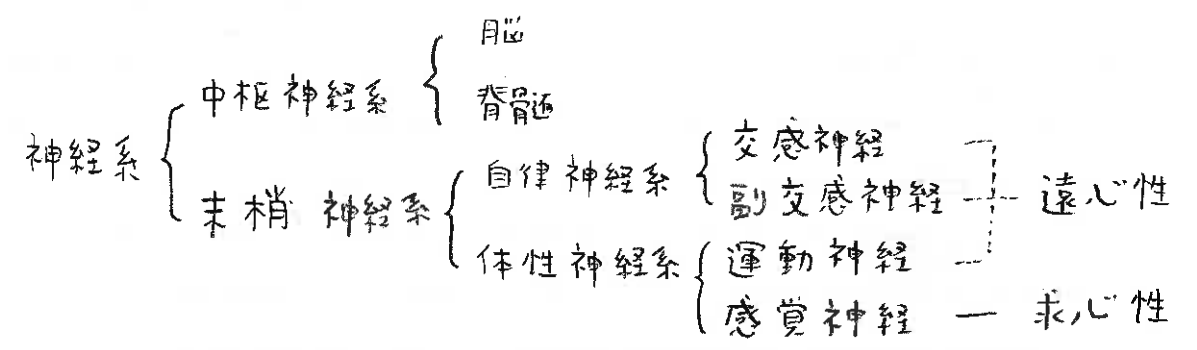 神経系
中枢神経系
脳
脊髄
末梢神経系
自律神経系
交感神経
副交感神経
遠心性
体性神経系
運動神経
感覚神経 — 求心性